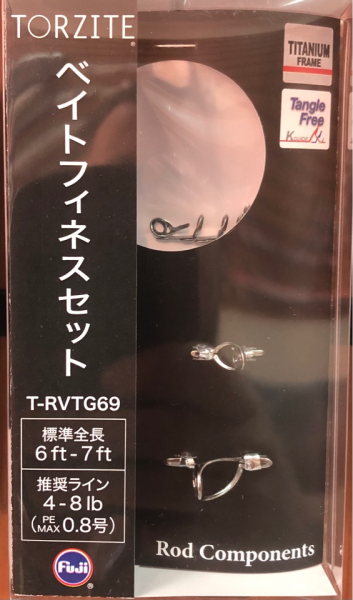 TORZITE®
TITANIUM
FRAME
Tangle
Free
ベイトフィネスセット
T-RVTG69
標準全長
6ft-7ft
推奨ライン
4-8lb
(PE MAX 0.8号)
Fuji®
Rod Components